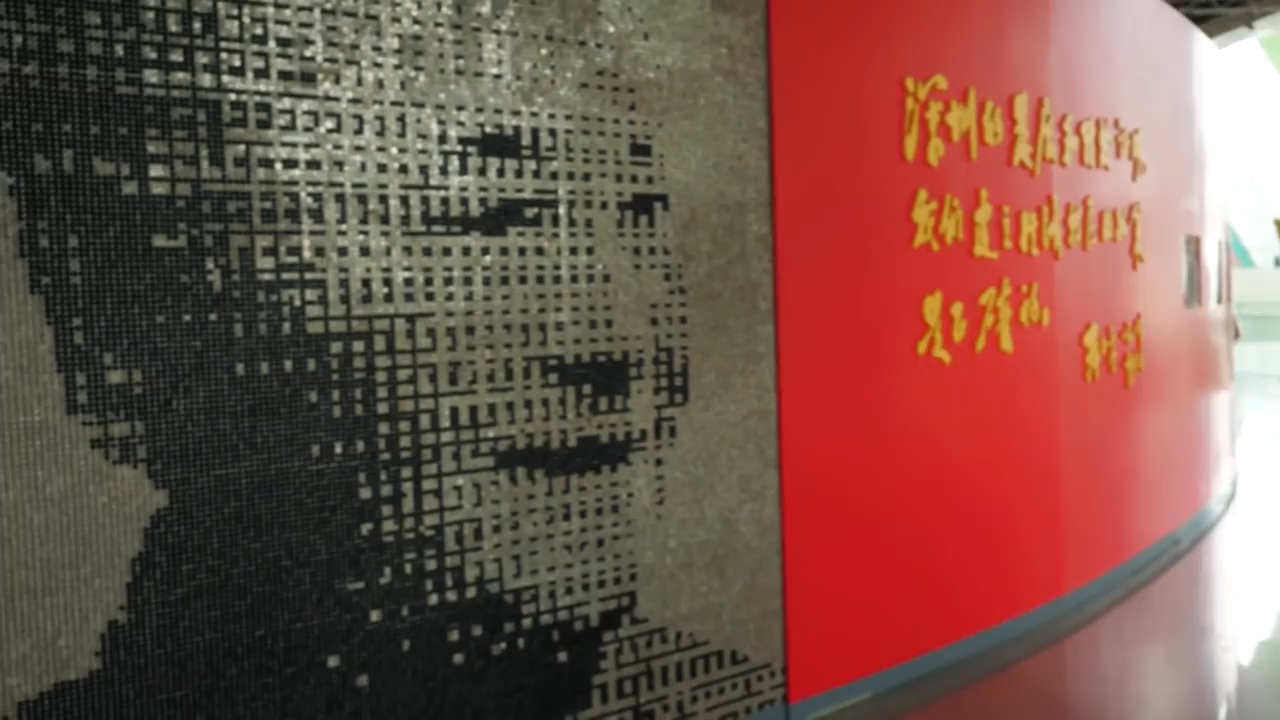 深圳的发展和经验证明，
我们建立经济特区的政策
是正确的。
邓小平